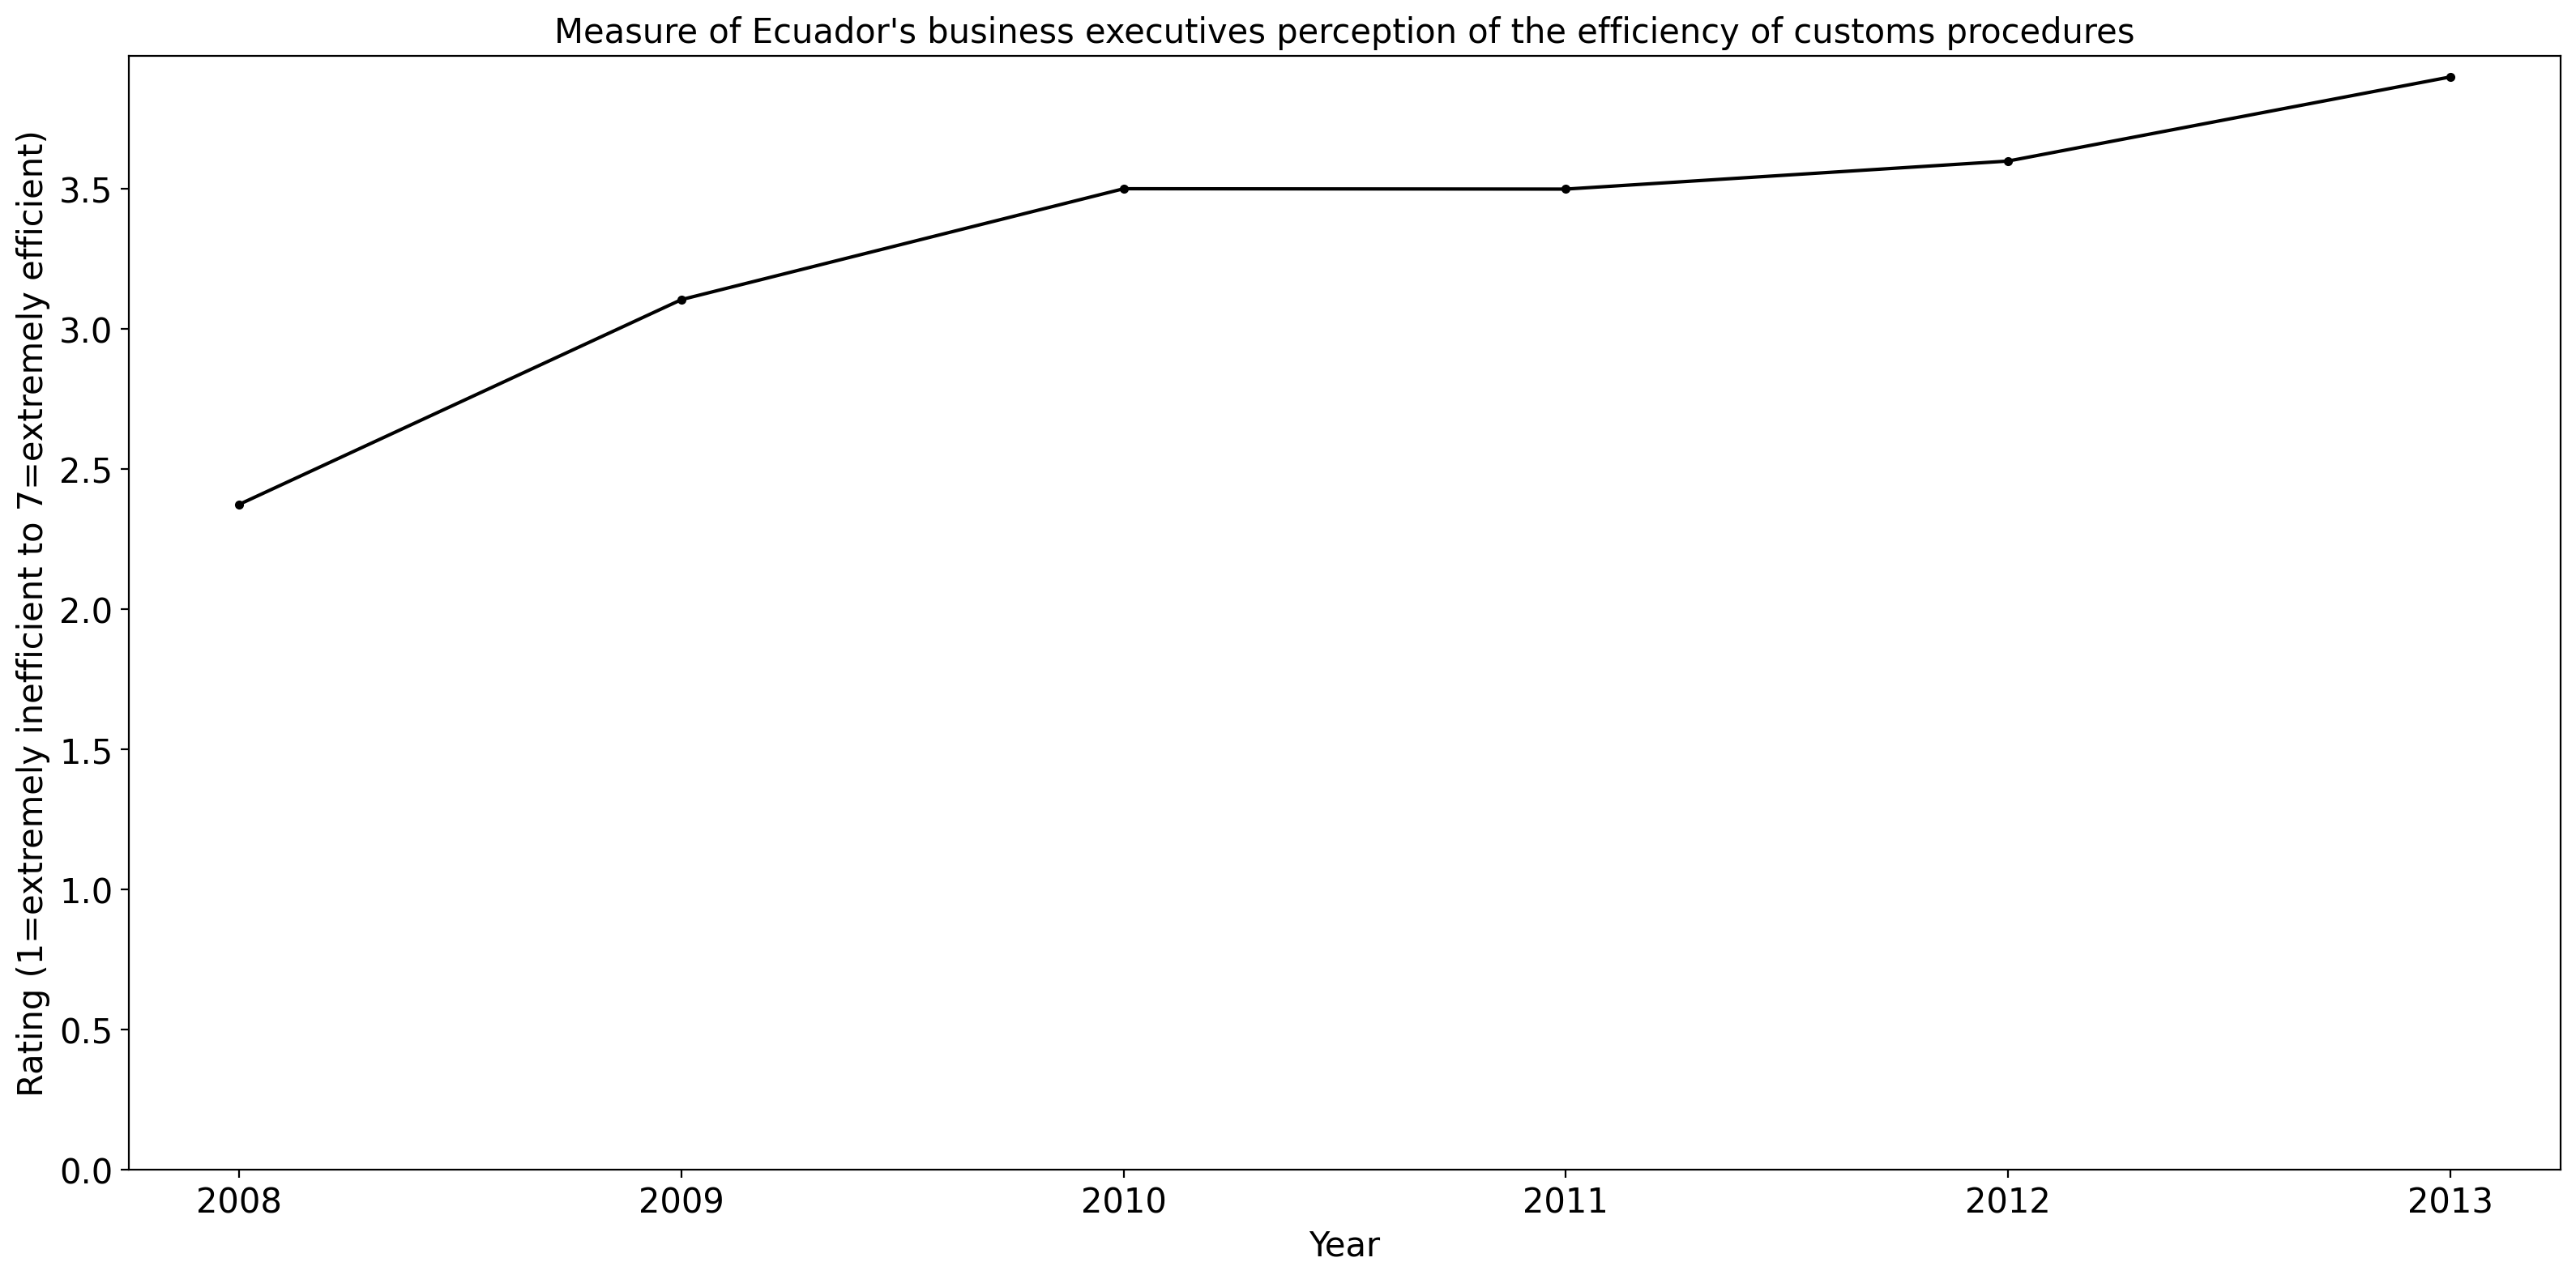 Measure of Ecuador's business executives perception of the efficiency of customs procedures
Rating (1=extremely inefficient to 7=extremely efficient)
3.5
3.0
2.5
2.0
1.5
1.0
0.5
0.0
2008 2009 2010 2011 2012 2013
Year